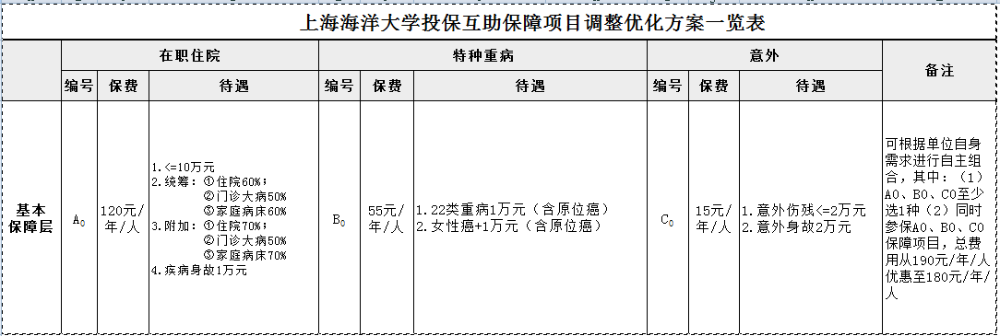 上海海洋大学投保互助保障项目调整优化方案一览表
在职住院
特种重病
意外
备注
编号
保费
待遇
编号
保费
待遇
编号
保费
待遇
基本
保障层
A0
120元/
年/人
1.<=10万元
2.统筹：①住院60%；
②门诊大病50%
③家庭病床60%
3.附加：①住院70%；
②门诊大病50%
③家庭病床70%
4.疾病身故1万元
B0
55元/
年/人
1.22类重病1万元（含原位癌）
2.女性癌+1万元（含原位癌）
C0
15元/
年/人
1.意外伤残<=2万元
2.意外身故2万元
可根据单位自身
需求进行自主组
合，其中：（1）
A0、B0、C0至少
选1种（2）同时
参保A0、B0、C0
保障项目，总费
用从190元/年/人
优惠至180元/年/
人